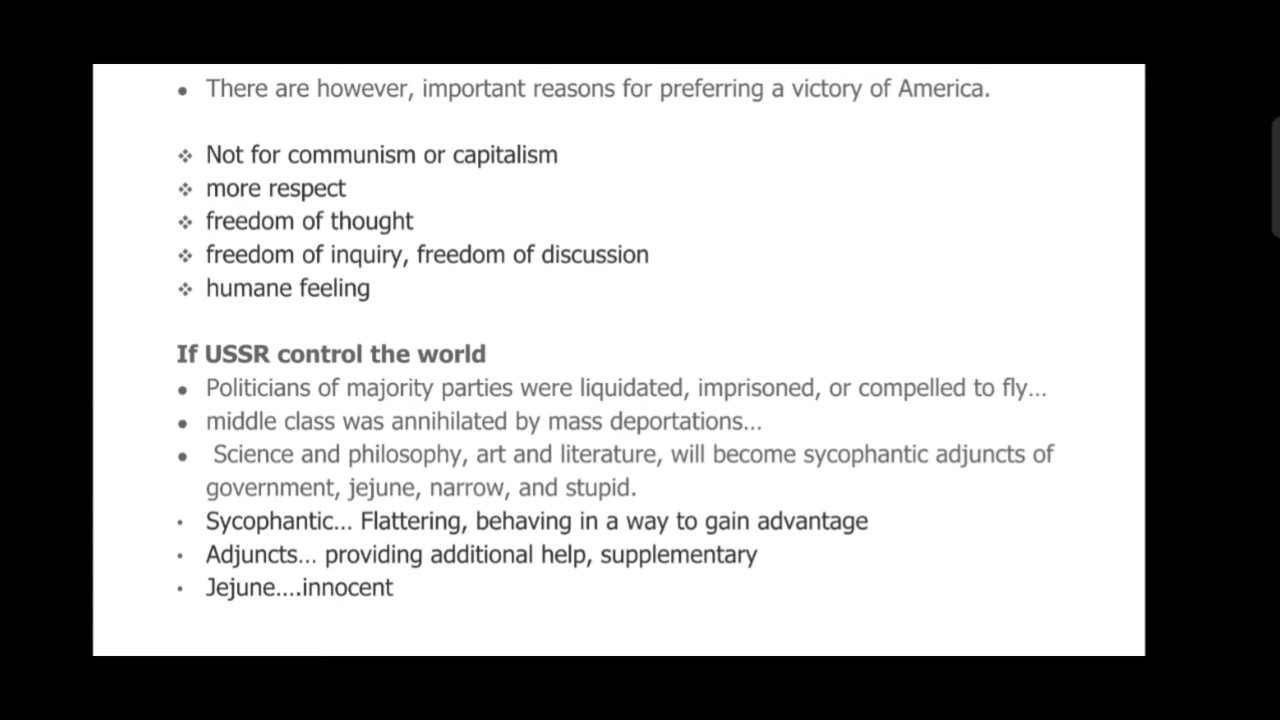 • There are however, important reasons for preferring a victory of America.
❖ Not for communism or capitalism
❖ more respect
❖ freedom of thought
❖ freedom of inquiry, freedom of discussion
❖ humane feeling
If USSR control the world
• Politicians of majority parties were liquidated, imprisoned, or compelled to fly...
• middle class was annihilated by mass deportations...
• Science and philosophy, art and literature, will become sycophantic adjuncts of
government, jejune, narrow, and stupid.
• Sycophantic... Flattering, behaving in a way to gain advantage
• Adjuncts... providing additional help, supplementary
• Jejune....innocent